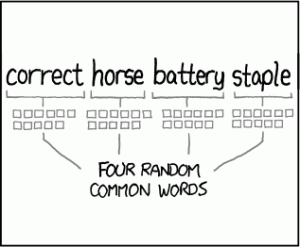 correct horse battery staple
FOUR RANDOM
COMMON WORDS